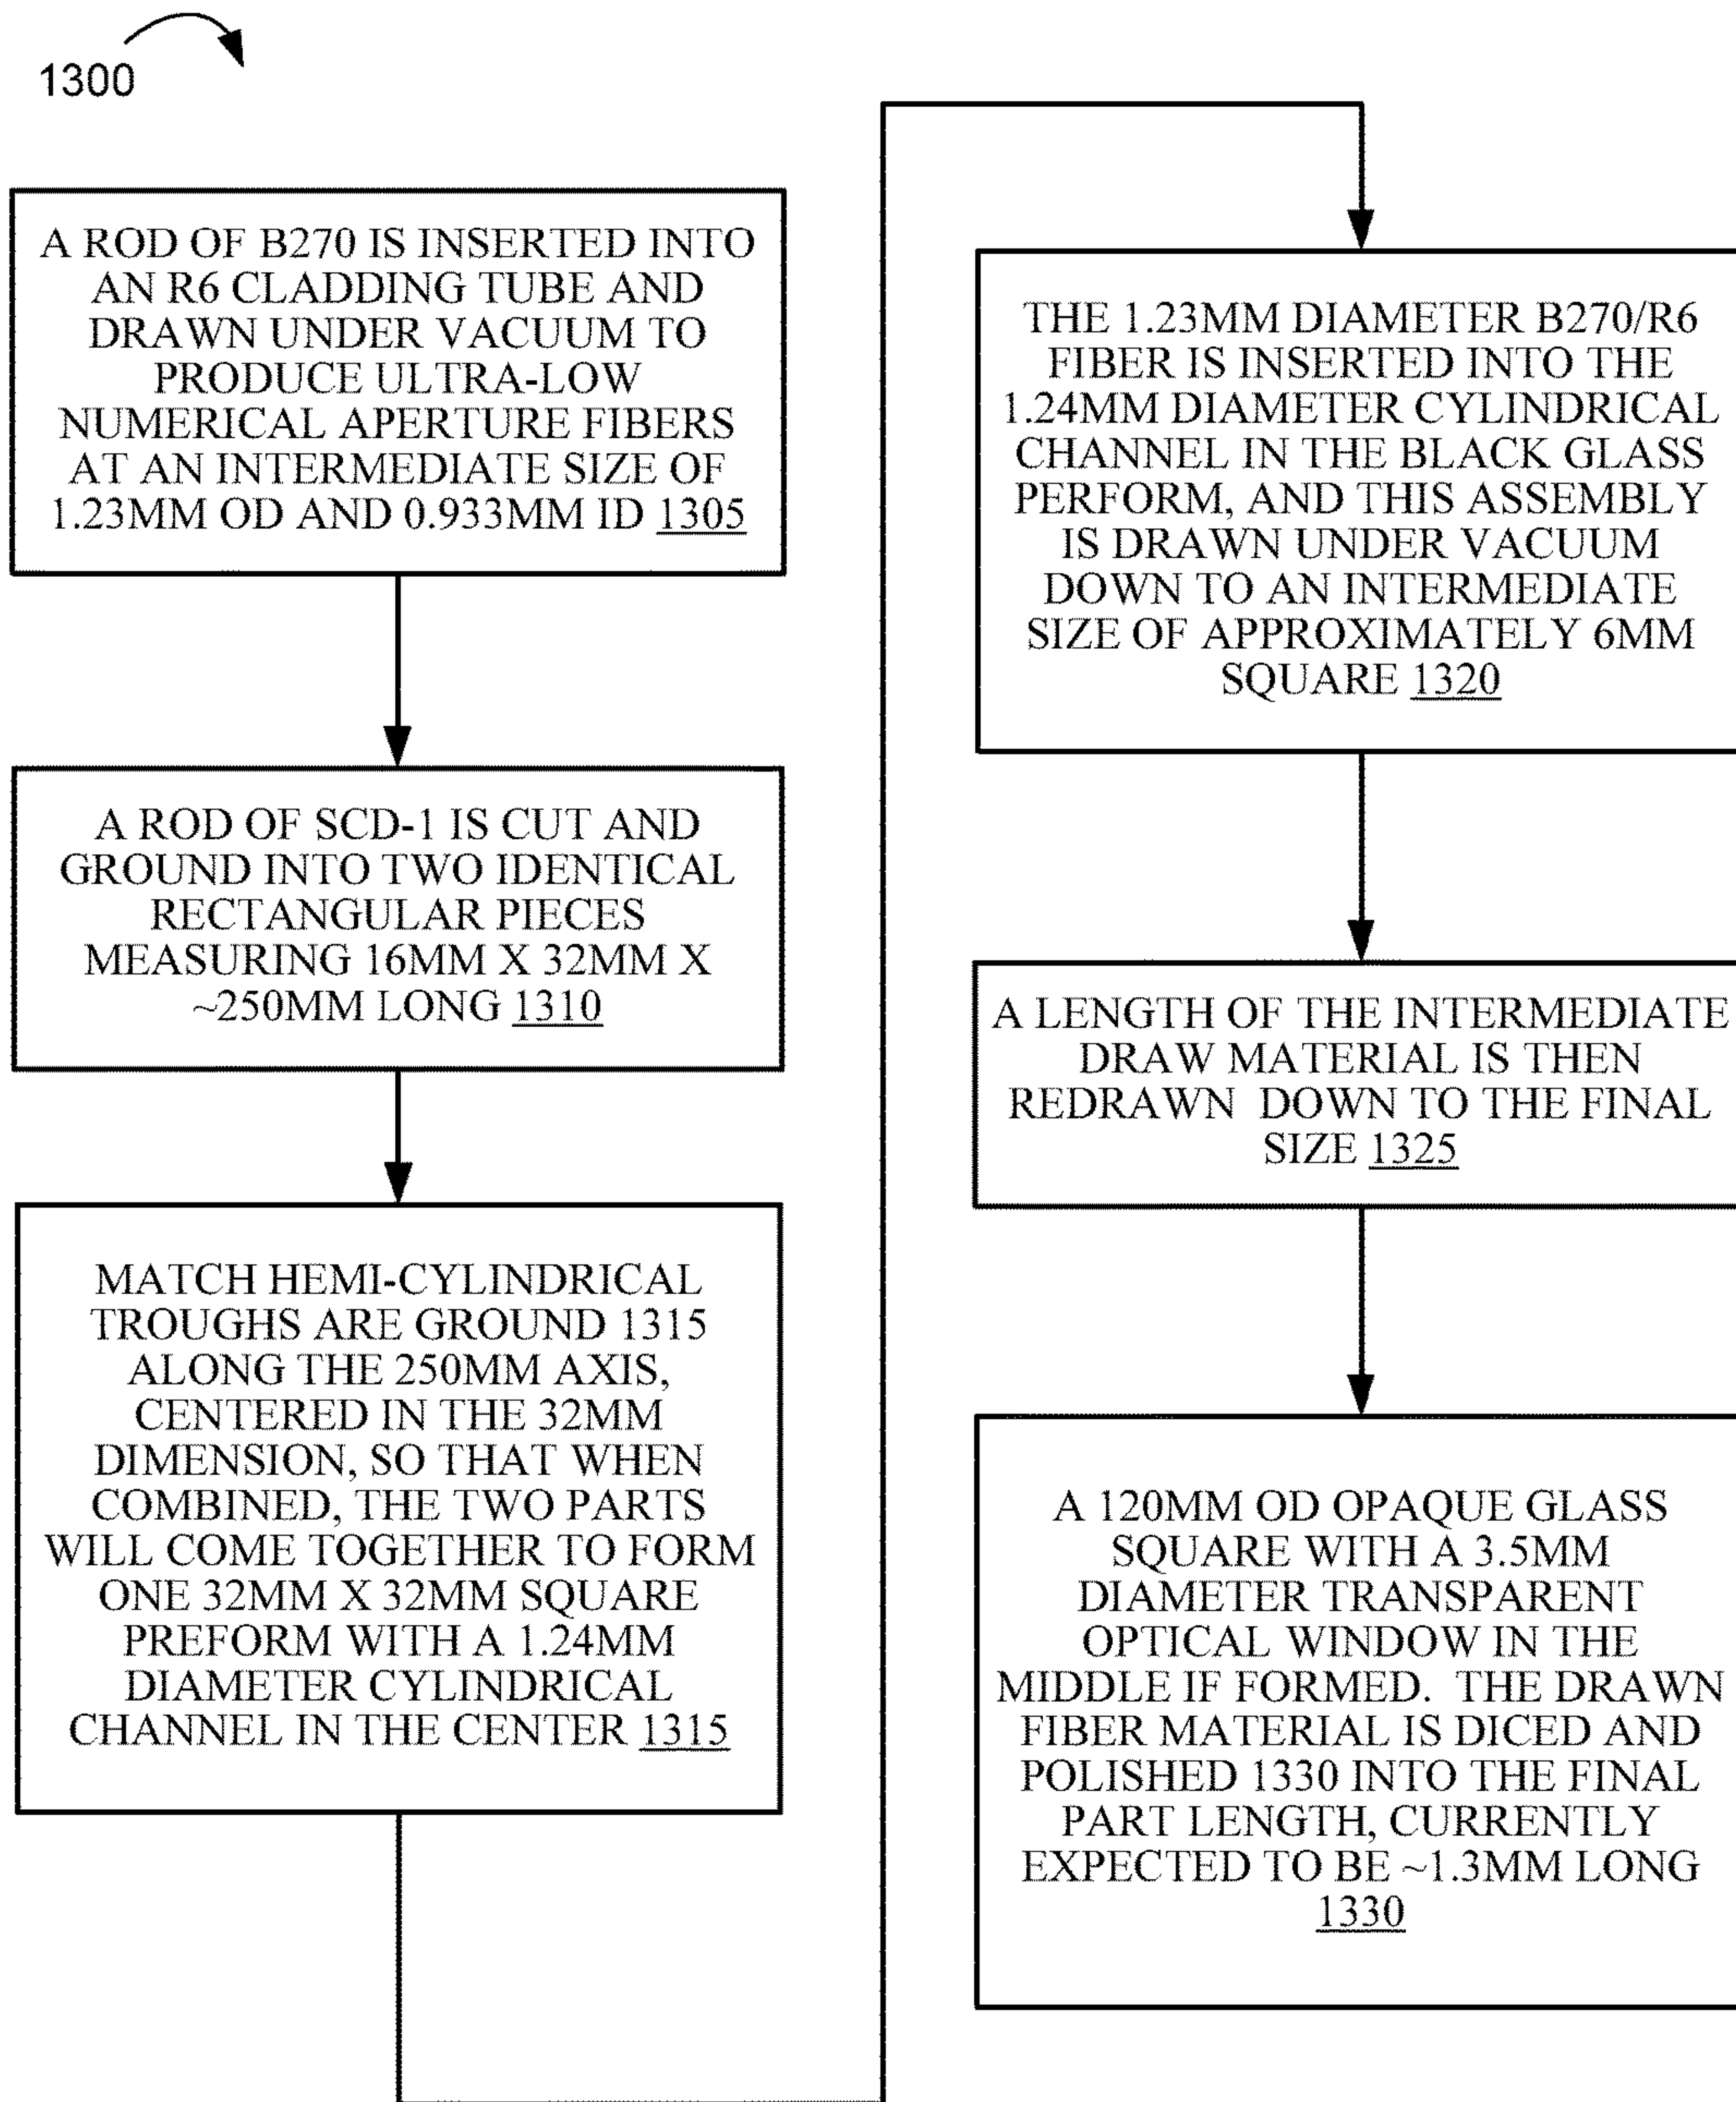 1300
A ROD OF B270 IS INSERTED INTO
AN R6 CLADDING TUBE AND
DRAWN UNDER VACUUM TO
PRODUCE ULTRA-LOW
NUMERICAL APERTURE FIBERS
AT AN INTERMEDIATE SIZE OF
1.23MM OD AND 0.933MM ID 1305
A ROD OF SCD-1 IS CUT AND
GROUND INTO TWO IDENTICAL
RECTANGULAR PIECES
MEASURING 16MM X 32MM X
~250MM LONG 1310
MATCH HEMI-CYLINDRICAL
TROUGHS ARE GROUND 1315
ALONG THE 250MM AXIS,
CENTERED IN THE 32MM
DIMENSION, SO THAT WHEN
COMBINED, THE TWO PARTS
WILL COME TOGETHER TO FORM
ONE 32MM X 32MM SQUARE
PREFORM WITH A 1.24MM
DIAMETER CYLINDRICAL
CHANNEL IN THE CENTER 1315
THE 1.23MM DIAMETER B270/R6
FIBER IS INSERTED INTO THE
1.24MM DIAMETER CYLINDRICAL
CHANNEL IN THE BLACK GLASS
PERFORM, AND THIS ASSEMBLY
IS DRAWN UNDER VACUUM
DOWN TO AN INTERMEDIATE
SIZE OF APPROXIMATELY 6MM
SQUARE 1320
A LENGTH OF THE INTERMEDIATE
DRAW MATERIAL IS THEN
REDRAWN DOWN TO THE FINAL
SIZE 1325
A 120MM OD OPAQUE GLASS
SQUARE WITH A 3.5MM
DIAMETER TRANSPARENT
OPTICAL WINDOW IN THE
MIDDLE IF FORMED. THE DRAWN
FIBER MATERIAL IS DICED AND
POLISHED 1330 INTO THE FINAL
PART LENGTH, CURRENTLY
EXPECTED TO BE ~1.3MM LONG
1330